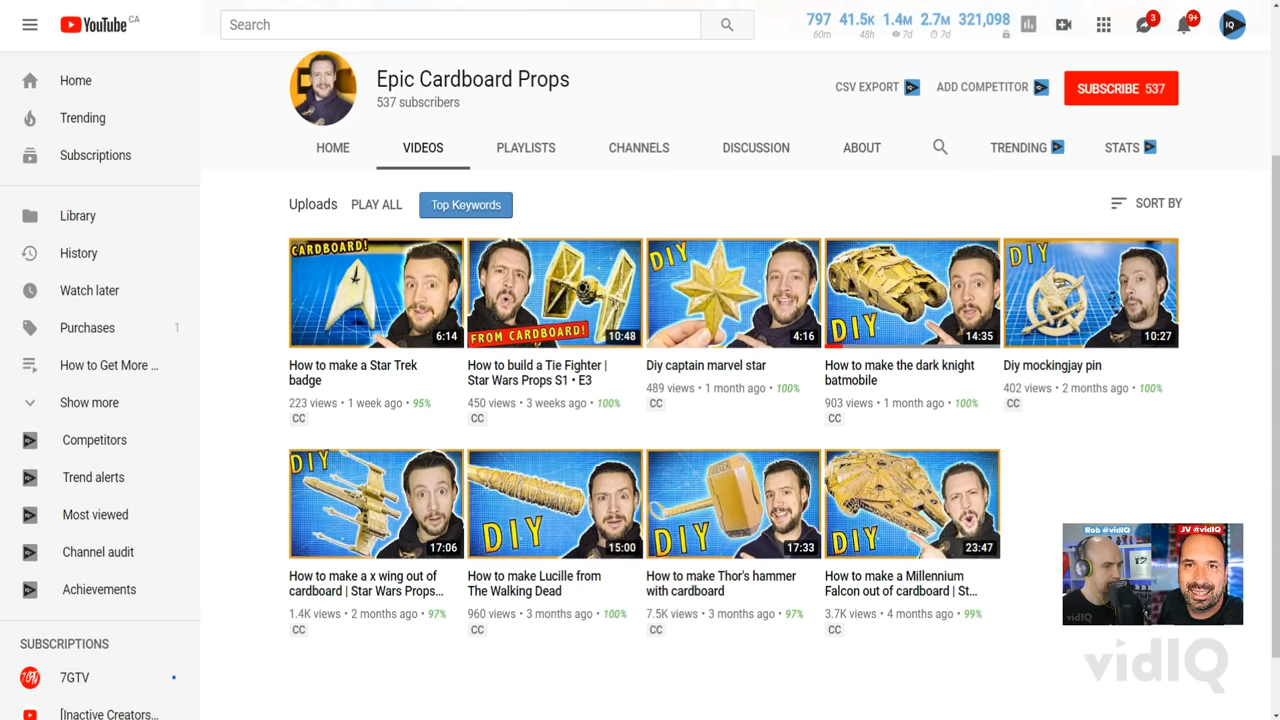 YouTube CA
Search
797 41.5K 1.4M 2.7M 321,098
60m 48h 7d 7d
3
9+
IQ
Home
Trending
Subscriptions
Library
History
Watch later
Purchases 1
How to Get More ...
Show more
Competitors
Trend alerts
Most viewed
Channel audit
Achievements
SUBSCRIPTIONS
7GTV
[Inactive Creators...
Epic Cardboard Props
537 subscribers
CSV EXPORT
ADD COMPETITOR
SUBSCRIBE 537
HOME VIDEOS PLAYLISTS CHANNELS DISCUSSION ABOUT TRENDING STATS
Uploads PLAY ALL Top Keywords SORT BY
CARDBOARD!
6:14
How to make a Star Trek
badge
223 views • 1 week ago • 95%
CC
FROM CARDBOARD!
10:48
How to build a Tie Fighter |
Star Wars Props S1 • E3
450 views • 3 weeks ago • 100%
CC
DIY
4:16
Diy captain marvel star
489 views • 1 month ago • 100%
CC
DIY
14:35
How to make the dark knight
batmobile
903 views • 1 month ago • 100%
CC
DIY
10:27
Diy mockingjay pin
402 views • 2 months ago • 100%
CC
DIY
17:06
How to make a x wing out of
cardboard | Star Wars Props...
1.4K views • 2 months ago • 97%
CC
DIY
15:00
How to make Lucille from
The Walking Dead
960 views • 3 months ago • 100%
CC
DIY
17:33
How to make Thor's hammer
with cardboard
7.5K views • 3 months ago • 97%
CC
DIY
23:47
How to make a Millennium
Falcon out of cardboard | St...
3.7K views • 4 months ago • 99%
CC
Rob @vidIQ
JV @vidIQ
vidIQ
vidIQ